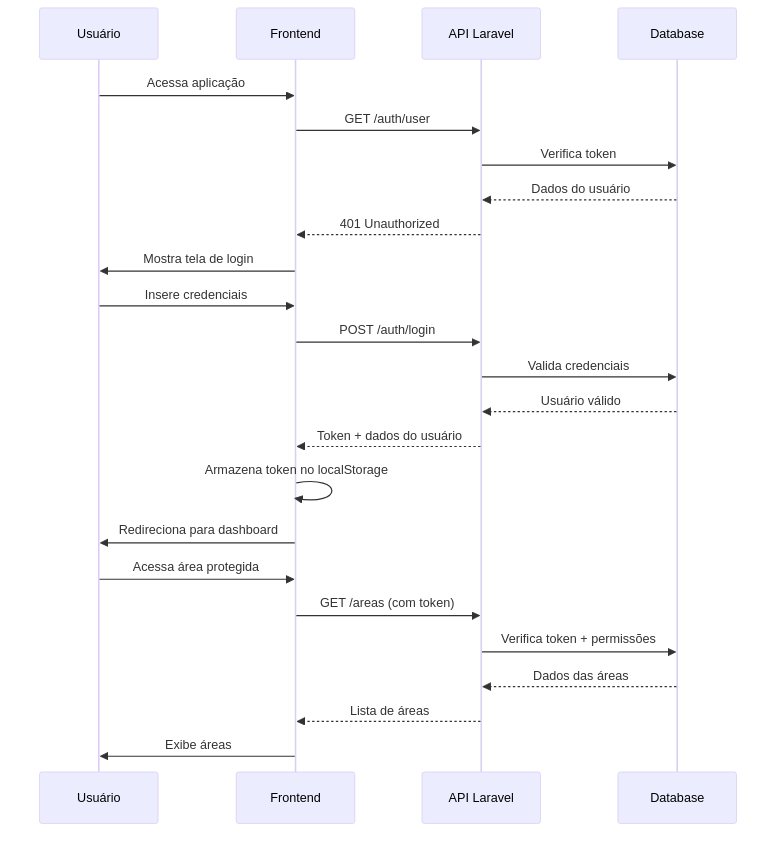 Usuário
Frontend
API Laravel
Database
Acessa aplicação
GET /auth/user
Verifica token
Dados do usuário
401 Unauthorized
Mostra tela de login
Insere credenciais
POST /auth/login
Valida credenciais
Usuário válido
Token + dados do usuário
Armazena token no localStorage
Redireciona para dashboard
Acessa área protegida
GET /areas (com token)
Verifica token + permissões
Dados das áreas
Lista de áreas
Exibe áreas
Usuário
Frontend
API Laravel
Database